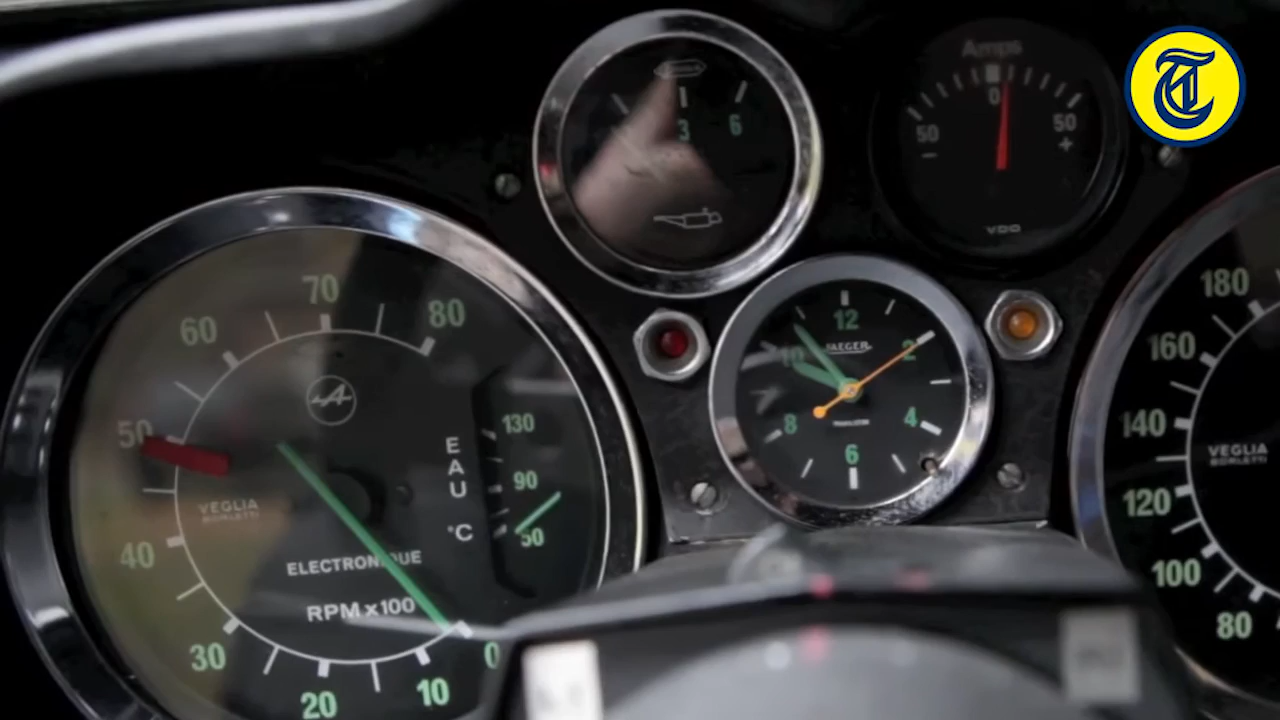 70
60
80
50
40
30
20
10
0
VEGLIA
BORLETTI
ELECTRONIQUE
RPM x100
E
A
U
°C
130
90
50
3
6
Amps
0
50
50
–
+
VDO
12
JAEGER
10
2
8
4
6
180
160
140
120
100
80
VEGLIA
BORLETTI
T